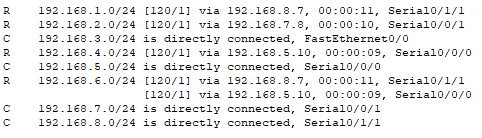 R 192.168.1.0/24 [120/1] via 192.168.8.7, 00:00:11, Serial0/1/1
R 192.168.2.0/24 [120/1] via 192.168.7.8, 00:00:10, Serial0/0/1
C 192.168.3.0/24 is directly connected, FastEthernet0/0
R 192.168.4.0/24 [120/1] via 192.168.5.10, 00:00:09, Serial0/0/0
C 192.168.5.0/24 is directly connected, Serial0/0/0
R 192.168.6.0/24 [120/1] via 192.168.8.7, 00:00:11, Serial0/1/1
[120/1] via 192.168.5.10, 00:00:09, Serial0/0/0
C 192.168.7.0/24 is directly connected, Serial0/0/1
C 192.168.8.0/24 is directly connected, Serial0/1/1